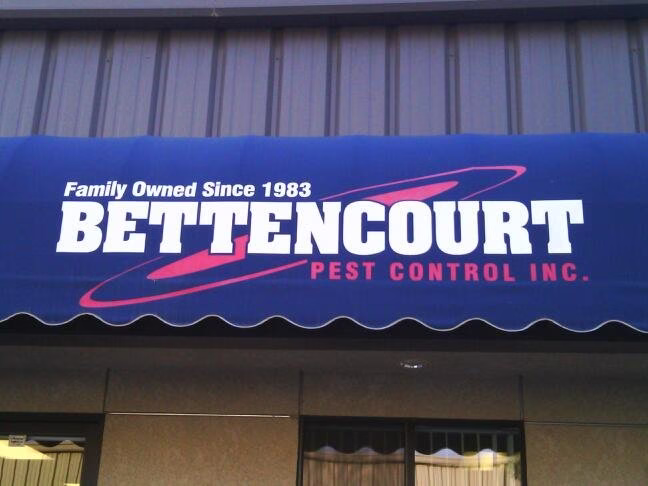 Family Owned Since 1983
BETTENCOURT
PEST CONTROL INC.